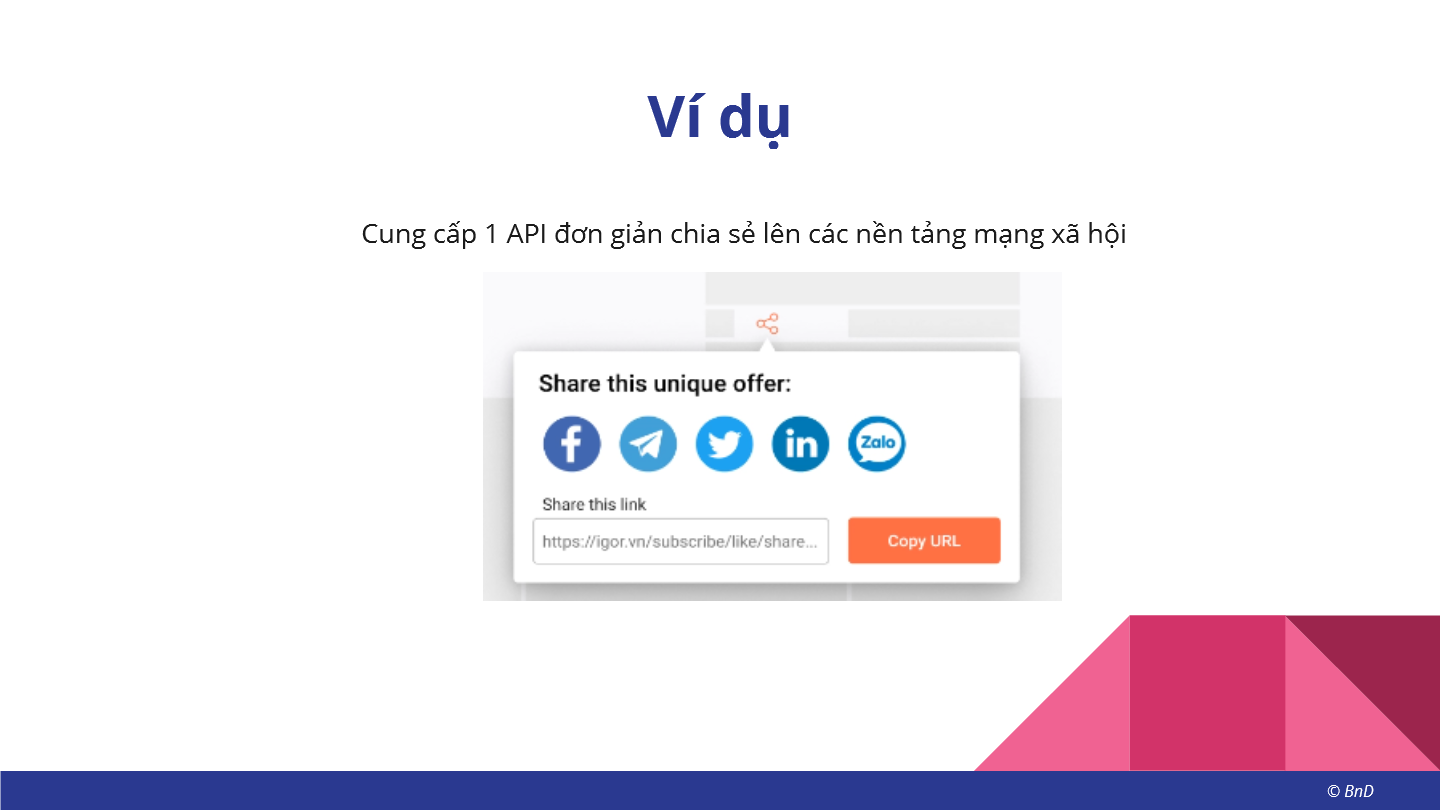 Ví dụ
Cung cấp 1 API đơn giản chia sẻ lên các nền tảng mạng xã hội
Share this unique offer:
f in Zalo
Share this link
https://igor.vn/subscribe/like/share...
Copy URL
© BnD